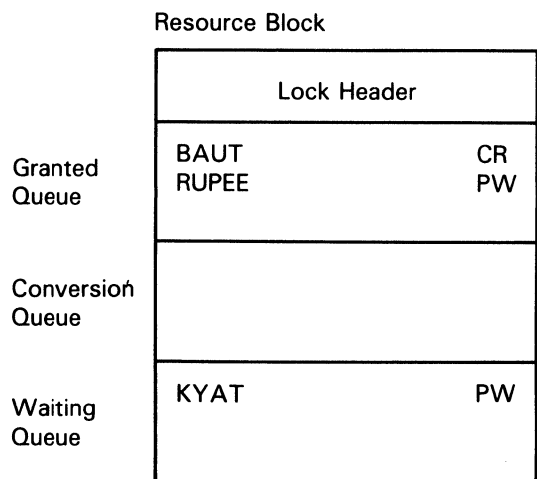 Resource Block
Lock Header
Granted Queue
BAUT CR
RUPEE PW
Conversion Queue
Waiting Queue
KYAT PW